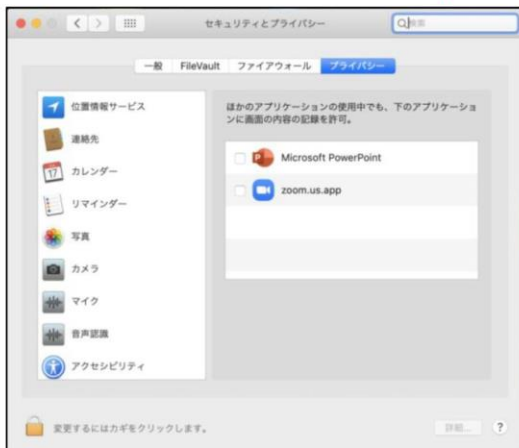 セキュリティとプライバシー
検索
一般
FileVault
ファイアウォール
プライバシー
位置情報サービス
連絡先
カレンダー
リマインダー
写真
カメラ
マイク
音声認識
アクセシビリティ
ほかのアプリケーションの使用中でも、下のアプリケーショ
ンに画面の内容の記録を許可。
Microsoft PowerPoint
zoom.us.app
変更するにはカギをクリックします。
詳細...
?